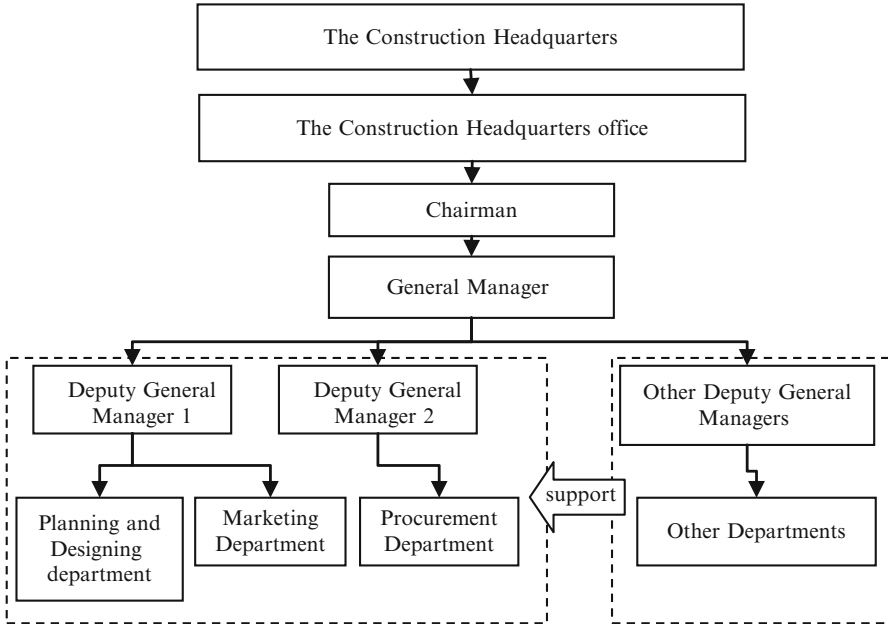 The Construction Headquarters
The Construction Headquarters office
Chairman
General Manager
Deputy General
Manager 1
Deputy General
Manager 2
Other Deputy General
Managers
Planning and
Designing
department
Marketing
Department
Procurement
Department
support
Other Departments